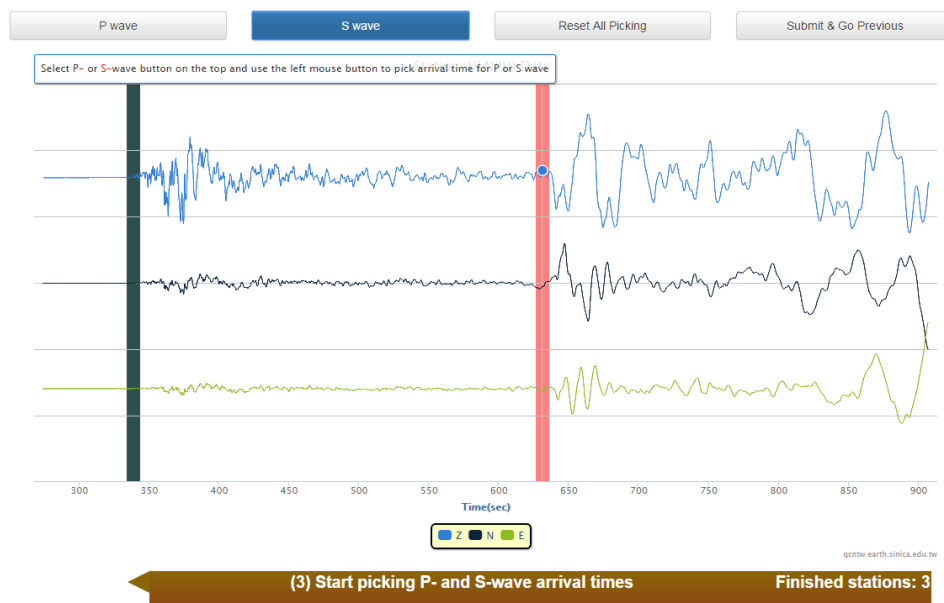 P wave
S wave
Reset All Picking
Submit & Go Previous
Select P- or S-wave button on the top and use the left mouse button to pick arrival time for P or S wave
300 350 400 450 500 550 600 650 700 750 800 850 900
Time(sec)
Z N E
qcntw.earth.sinica.edu.tw
(3) Start picking P- and S-wave arrival times
Finished stations: 3